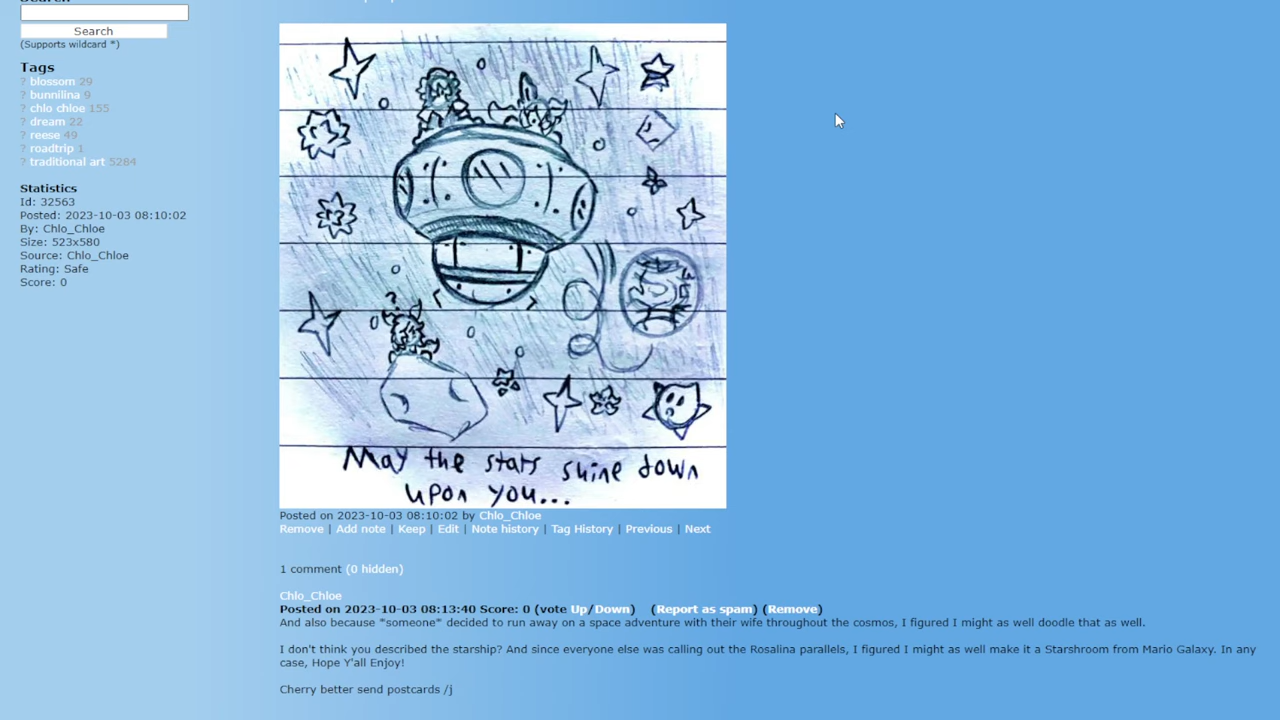 Search
(Supports wildcard *)
Tags
? blossom 29
? bunnilina 9
? chlo chloe 155
? dream 22
? reese 49
? roadtrip 1
? traditional art 5284
Statistics
Id: 32563
Posted: 2023-10-03 08:10:02
By: Chlo_Chloe
Size: 523x580
Source: Chlo_Chloe
Rating: Safe
Score: 0
May the stars shine down
upon you...
Posted on 2023-10-03 08:10:02 by Chlo_Chloe
Remove | Add note | Keep | Edit | Note history | Tag History | Previous | Next
1 comment (0 hidden)
Chlo_Chloe
Posted on 2023-10-03 08:13:40 Score: 0 (vote Up/Down) (Report as spam) (Remove)
And also because *someone* decided to run away on a space adventure with their wife throughout the cosmos, I figured I might as well doodle that as well.
I don't think you described the starship? And since everyone else was calling out the Rosalina parallels, I figured I might as well make it a Starshroom from Mario Galaxy. In any
case, Hope Y'all Enjoy!
Cherry better send postcards /j